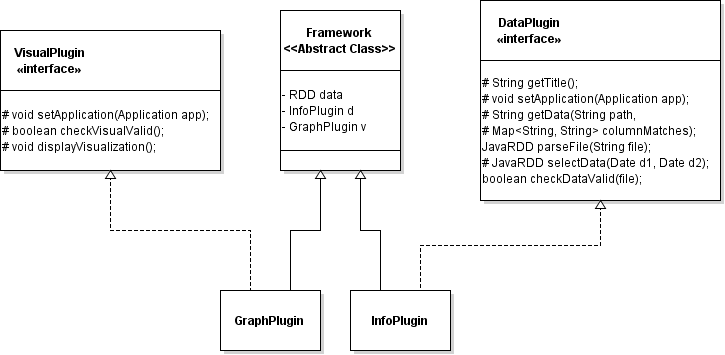 VisualPlugin
«interface»
# void setApplication(Application app);
# boolean checkVisualValid();
# void displayVisualization();
Framework
<<Abstract Class>>
- RDD data
- InfoPlugin d
- GraphPlugin v
DataPlugin
«interface»
# String getTitle();
# void setApplication(Application app);
# String getData(String path,
# Map<String, String> columnMatches);
JavaRDD parseFile(String file);
# JavaRDD selectData(Date d1, Date d2);
boolean checkDataValid(file);
GraphPlugin
InfoPlugin